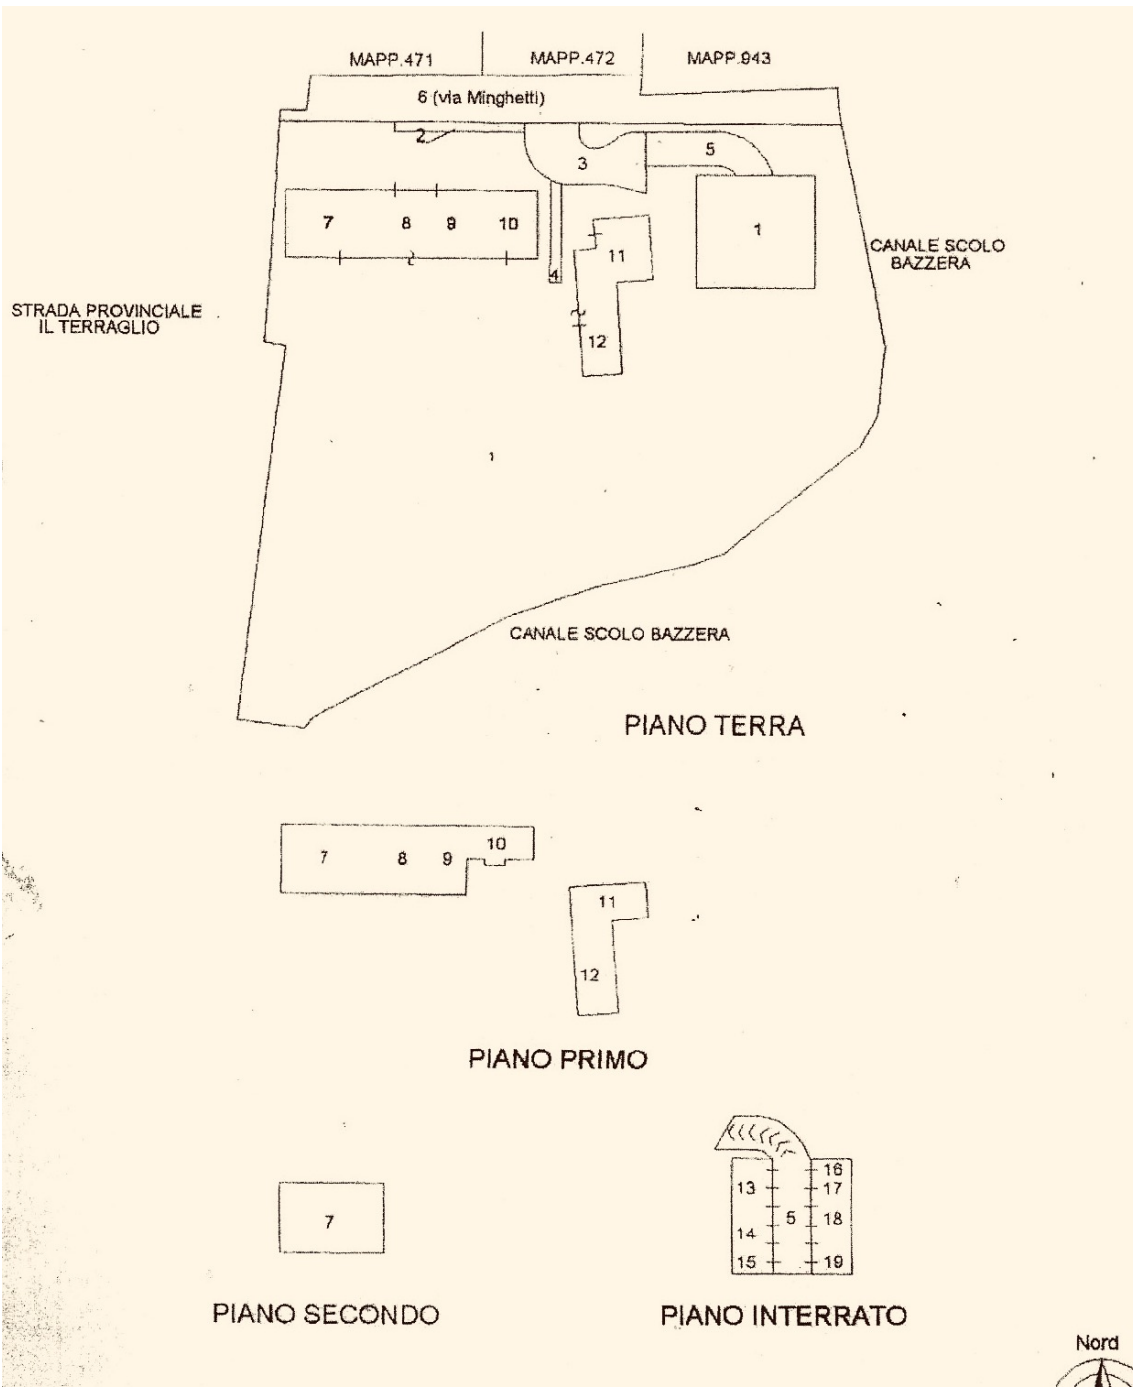 MAPP.471 MAPP.472 MAPP.943
6 (via Minghetti)
2
3
5
7 8 9 10
11
1
4
CANALE SCOLO
BAZZERA
STRADA PROVINCIALE
IL TERRAGLIO
12
1
CANALE SCOLO BAZZERA
PIANO TERRA
7 8 9 10
11
12
PIANO PRIMO
7
PIANO SECONDO
13
14
15
5
16
17
18
19
PIANO INTERRATO
Nord